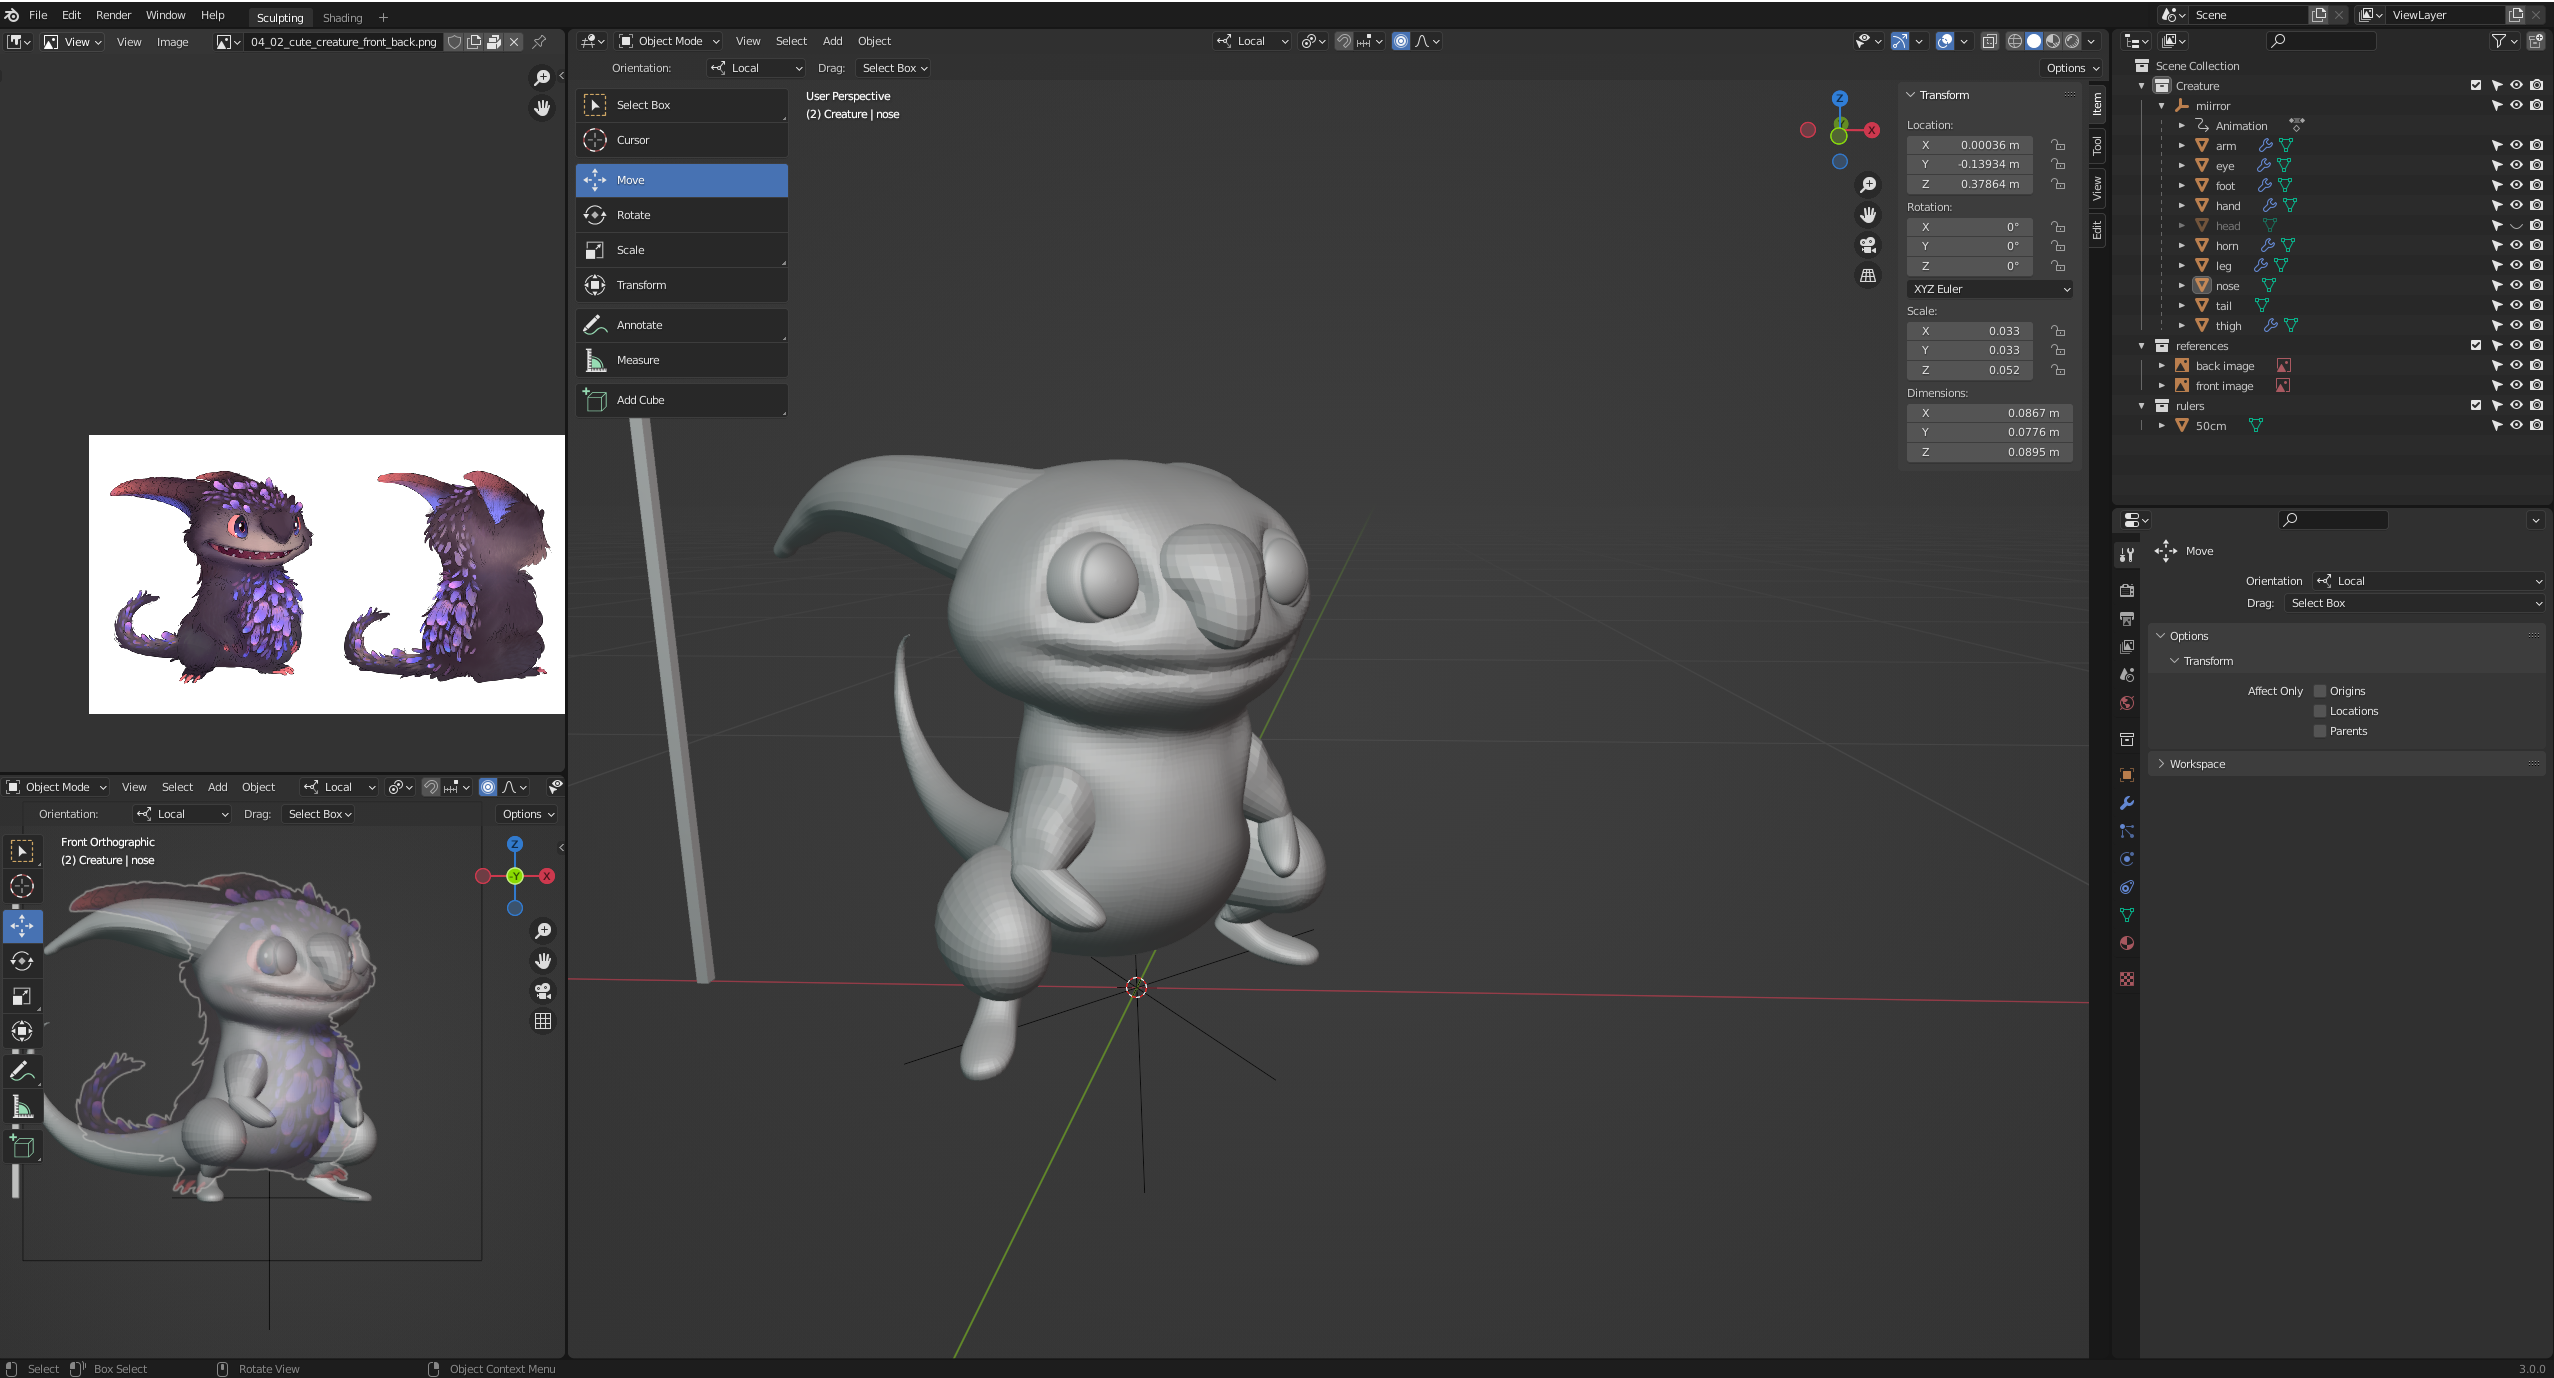 File Edit Render Window Help Sculpting Shading + Scene ViewLayer
View View Image 04_02_cute_creature_front_back.png
Object Mode View Select Add Object Local
Orientation: Local Drag: Select Box Options
Select Box
Cursor
Move
Rotate
Scale
Transform
Annotate
Measure
Add Cube
User Perspective
(2) Creature | nose
Z
X
Transform
Location:
X 0.00036 m
Y -0.13934 m
Z 0.37864 m
Rotation:
X 0°
Y 0°
Z 0°
XYZ Euler
Scale:
X 0.033
Y 0.033
Z 0.052
Dimensions:
X 0.0867 m
Y 0.0776 m
Z 0.0895 m
Item
Tool
View
Edit
Scene Collection
Creature
miirror
Animation
arm
eye
foot
hand
head
horn
leg
nose
tail
thigh
references
back image
front image
rulers
50cm
Move
Orientation Local
Drag: Select Box
Options
Transform
Affect Only Origins
Locations
Parents
Workspace
Object Mode View Select Add Object Local
Orientation: Local Drag: Select Box Options
Front Orthographic
(2) Creature | nose
Z
-Y X
Select Box Select Rotate View Object Context Menu 3.0.0